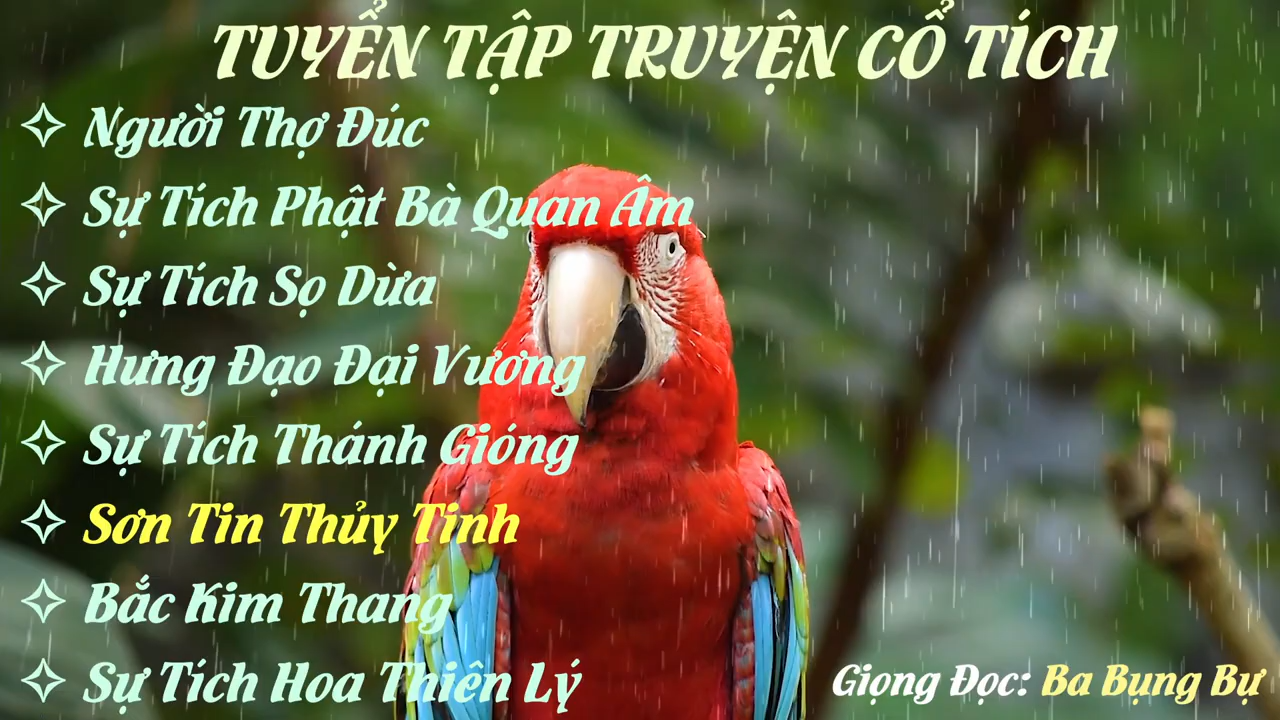 TUYỂN TẬP TRUYỆN CỔ TÍCH
Người Thợ Đúc
Sự Tích Phật Bà Quan Âm
Sự Tích Sọ Dừa
Hưng Đạo Đại Vương
Sự Tích Thánh Gióng
Sơn Tin Thủy Tinh
Bắc Kim Thang
Sự Tích Hoa Thiên Lý
Giọng Đọc: Ba Bụng Bự